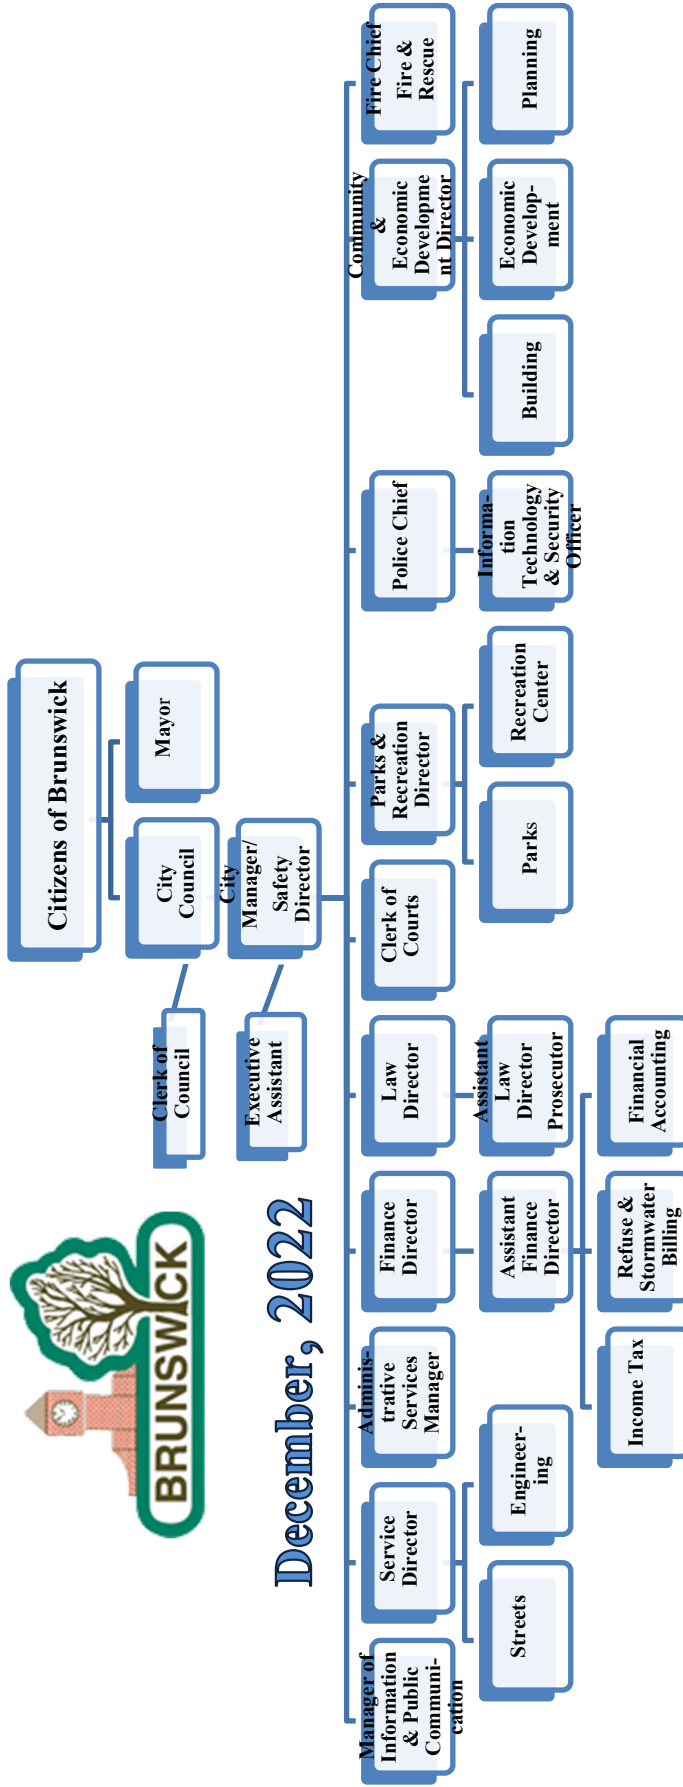 BRUNSWICK
December, 2022
Citizens of Brunswick
City
Council
Mayor
Clerk of
Council
City
Manager/
Safety
Director
Executive
Assistant
Manager of
Information
& Public
Communi-
cation
Service
Director
Adminis-
trative
Services
Manager
Finance
Director
Law
Director
Clerk of
Courts
Parks &
Recreation
Director
Police Chief
Community
&
Economic
Developme
nt Director
Fire Chief
Fire &
Rescue
Streets
Engineer-
ing
Assistant
Finance
Director
Assistant
Law
Director
Prosecutor
Parks
Recreation
Center
Informa-
tion
Technology
& Security
Officer
Building
Economic
Develop-
ment
Planning
Income Tax
Refuse &
Stormwater
Billing
Financial
Accounting